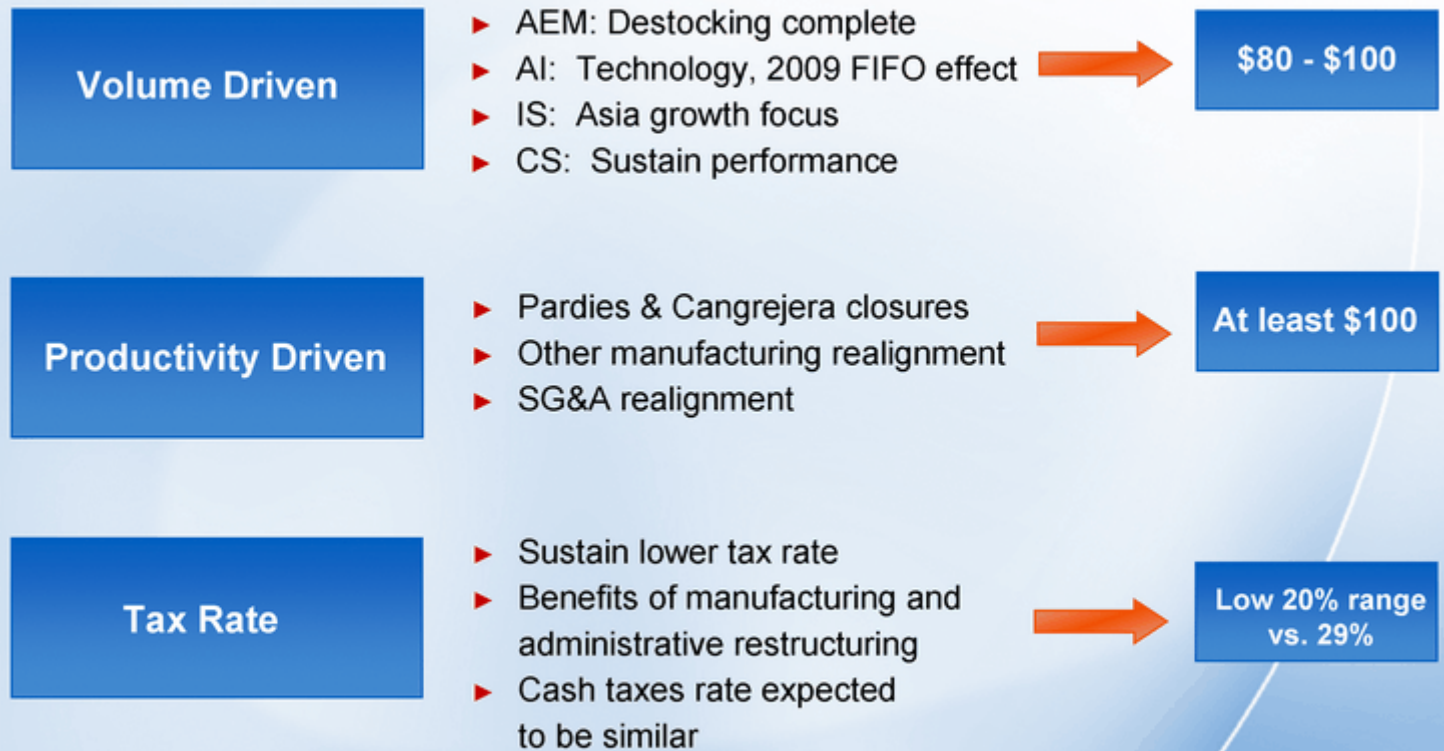 Volume Driven
► AEM: Destocking complete
► AI: Technology, 2009 FIFO effect
► IS: Asia growth focus
► CS: Sustain performance
$80 - $100
Productivity Driven
► Pardies & Cangrejera closures
► Other manufacturing realignment
► SG&A realignment
At least $100
Tax Rate
► Sustain lower tax rate
► Benefits of manufacturing and
administrative restructuring
► Cash taxes rate expected
to be similar
Low 20% range
vs. 29%